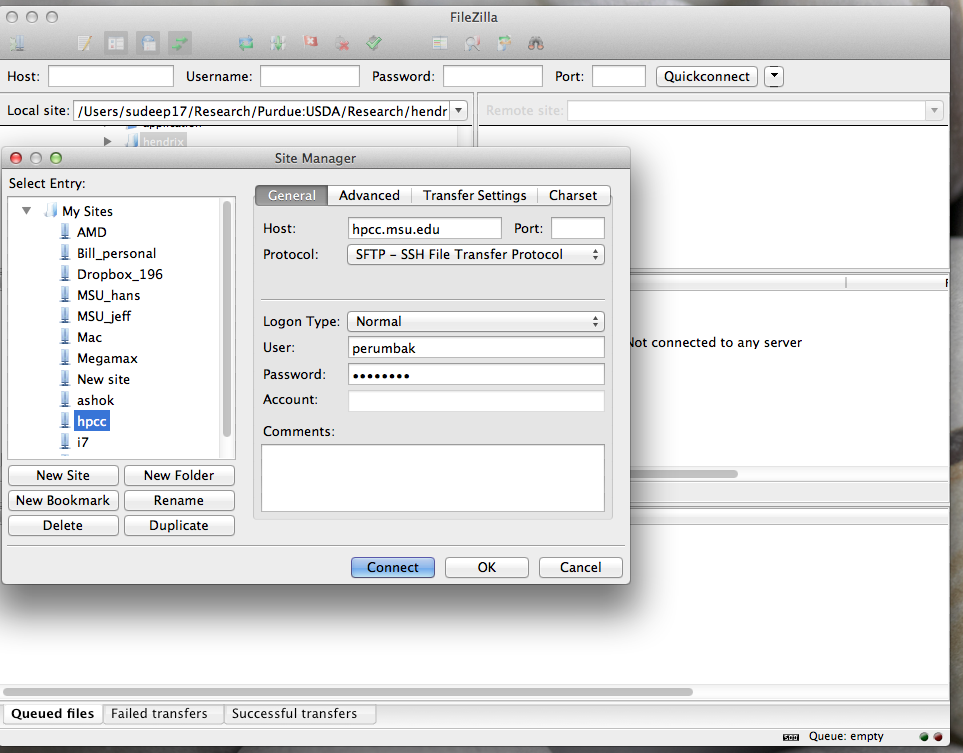 FileZilla
Host: Username: Password: Port: Quickconnect
Local site: /Users/sudeep17/Research/Purdue:USDA/Research/hendr Remote site:
application
hendrix
Site Manager
Select Entry:
My Sites
AMD
Bill_personal
Dropbox_196
MSU_hans
MSU_jeff
Mac
Megamax
New site
ashok
hpcc
i7
New Site New Folder
New Bookmark Rename
Delete Duplicate
General Advanced Transfer Settings Charset
Host: hpcc.msu.edu Port:
Protocol: SFTP – SSH File Transfer Protocol
Logon Type: Normal
User: perumbak
Password: ••••••••
Account:
Comments:
Connect OK Cancel
Not connected to any server
Queued files Failed transfers Successful transfers
Queue: empty